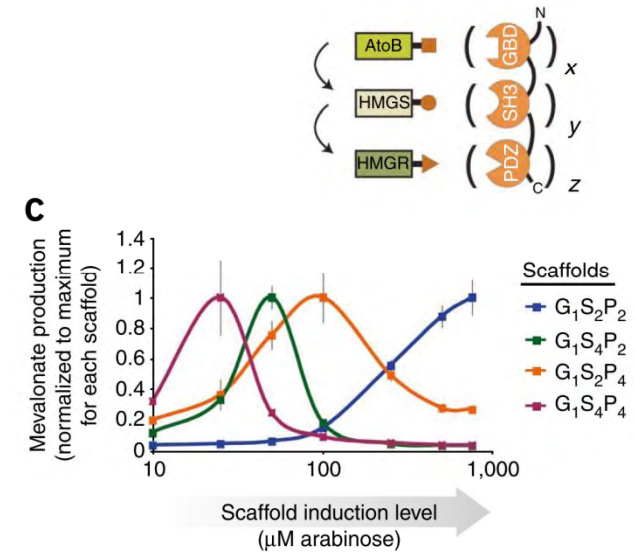 N
AtoB
GBD
x
HMGS
SH3
y
HMGR
PDZ
C
z
C
Mevalonate production
(normalized to maximum
for each scaffold)
1.4
1.2
1
0.8
0.6
0.4
0.2
0
10
100
1,000
Scaffold induction level
(μM arabinose)
Scaffolds
G₁S₂P₂
G₁S₄P₂
G₁S₂P₄
G₁S₄P₄